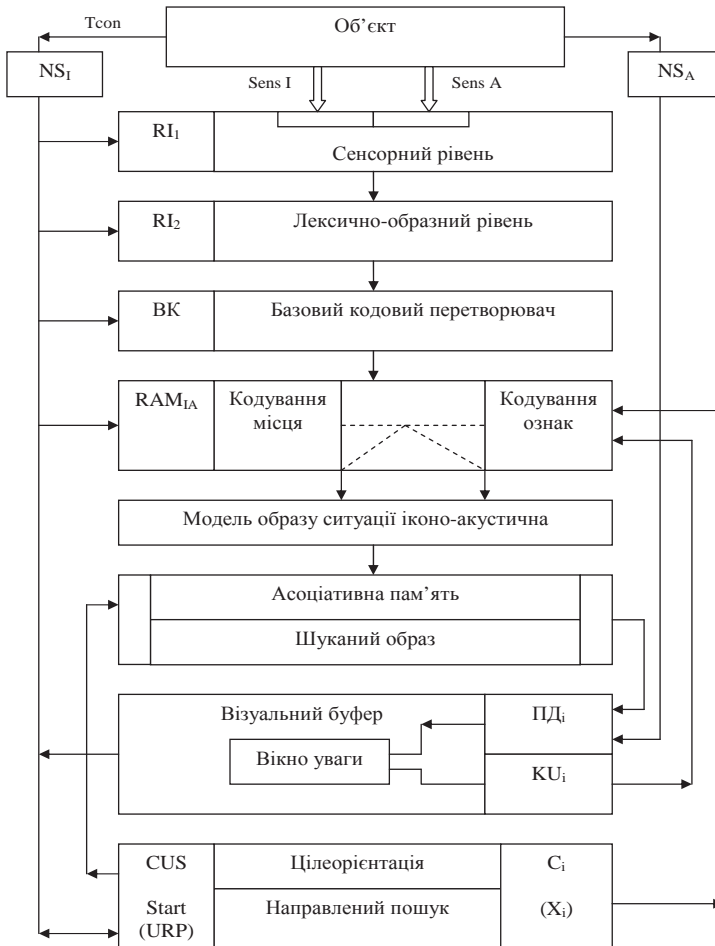 Tcon
Об’єкт
NSI
NSA
Sens I
Sens A
RI1
Сенсорний рівень
RI2
Лексично-образний рівень
ВК
Базовий кодовий перетворювач
RAMIA
Кодування
місця
Кодування
ознак
Модель образу ситуації іконо-акустична
Асоціативна пам’ять
Шуканий образ
Візуальний буфер
ПДі
Вікно уваги
KUi
CUS
Цілеорієнтація
Ci
Start
(URP)
Направлений пошук
(Xi)